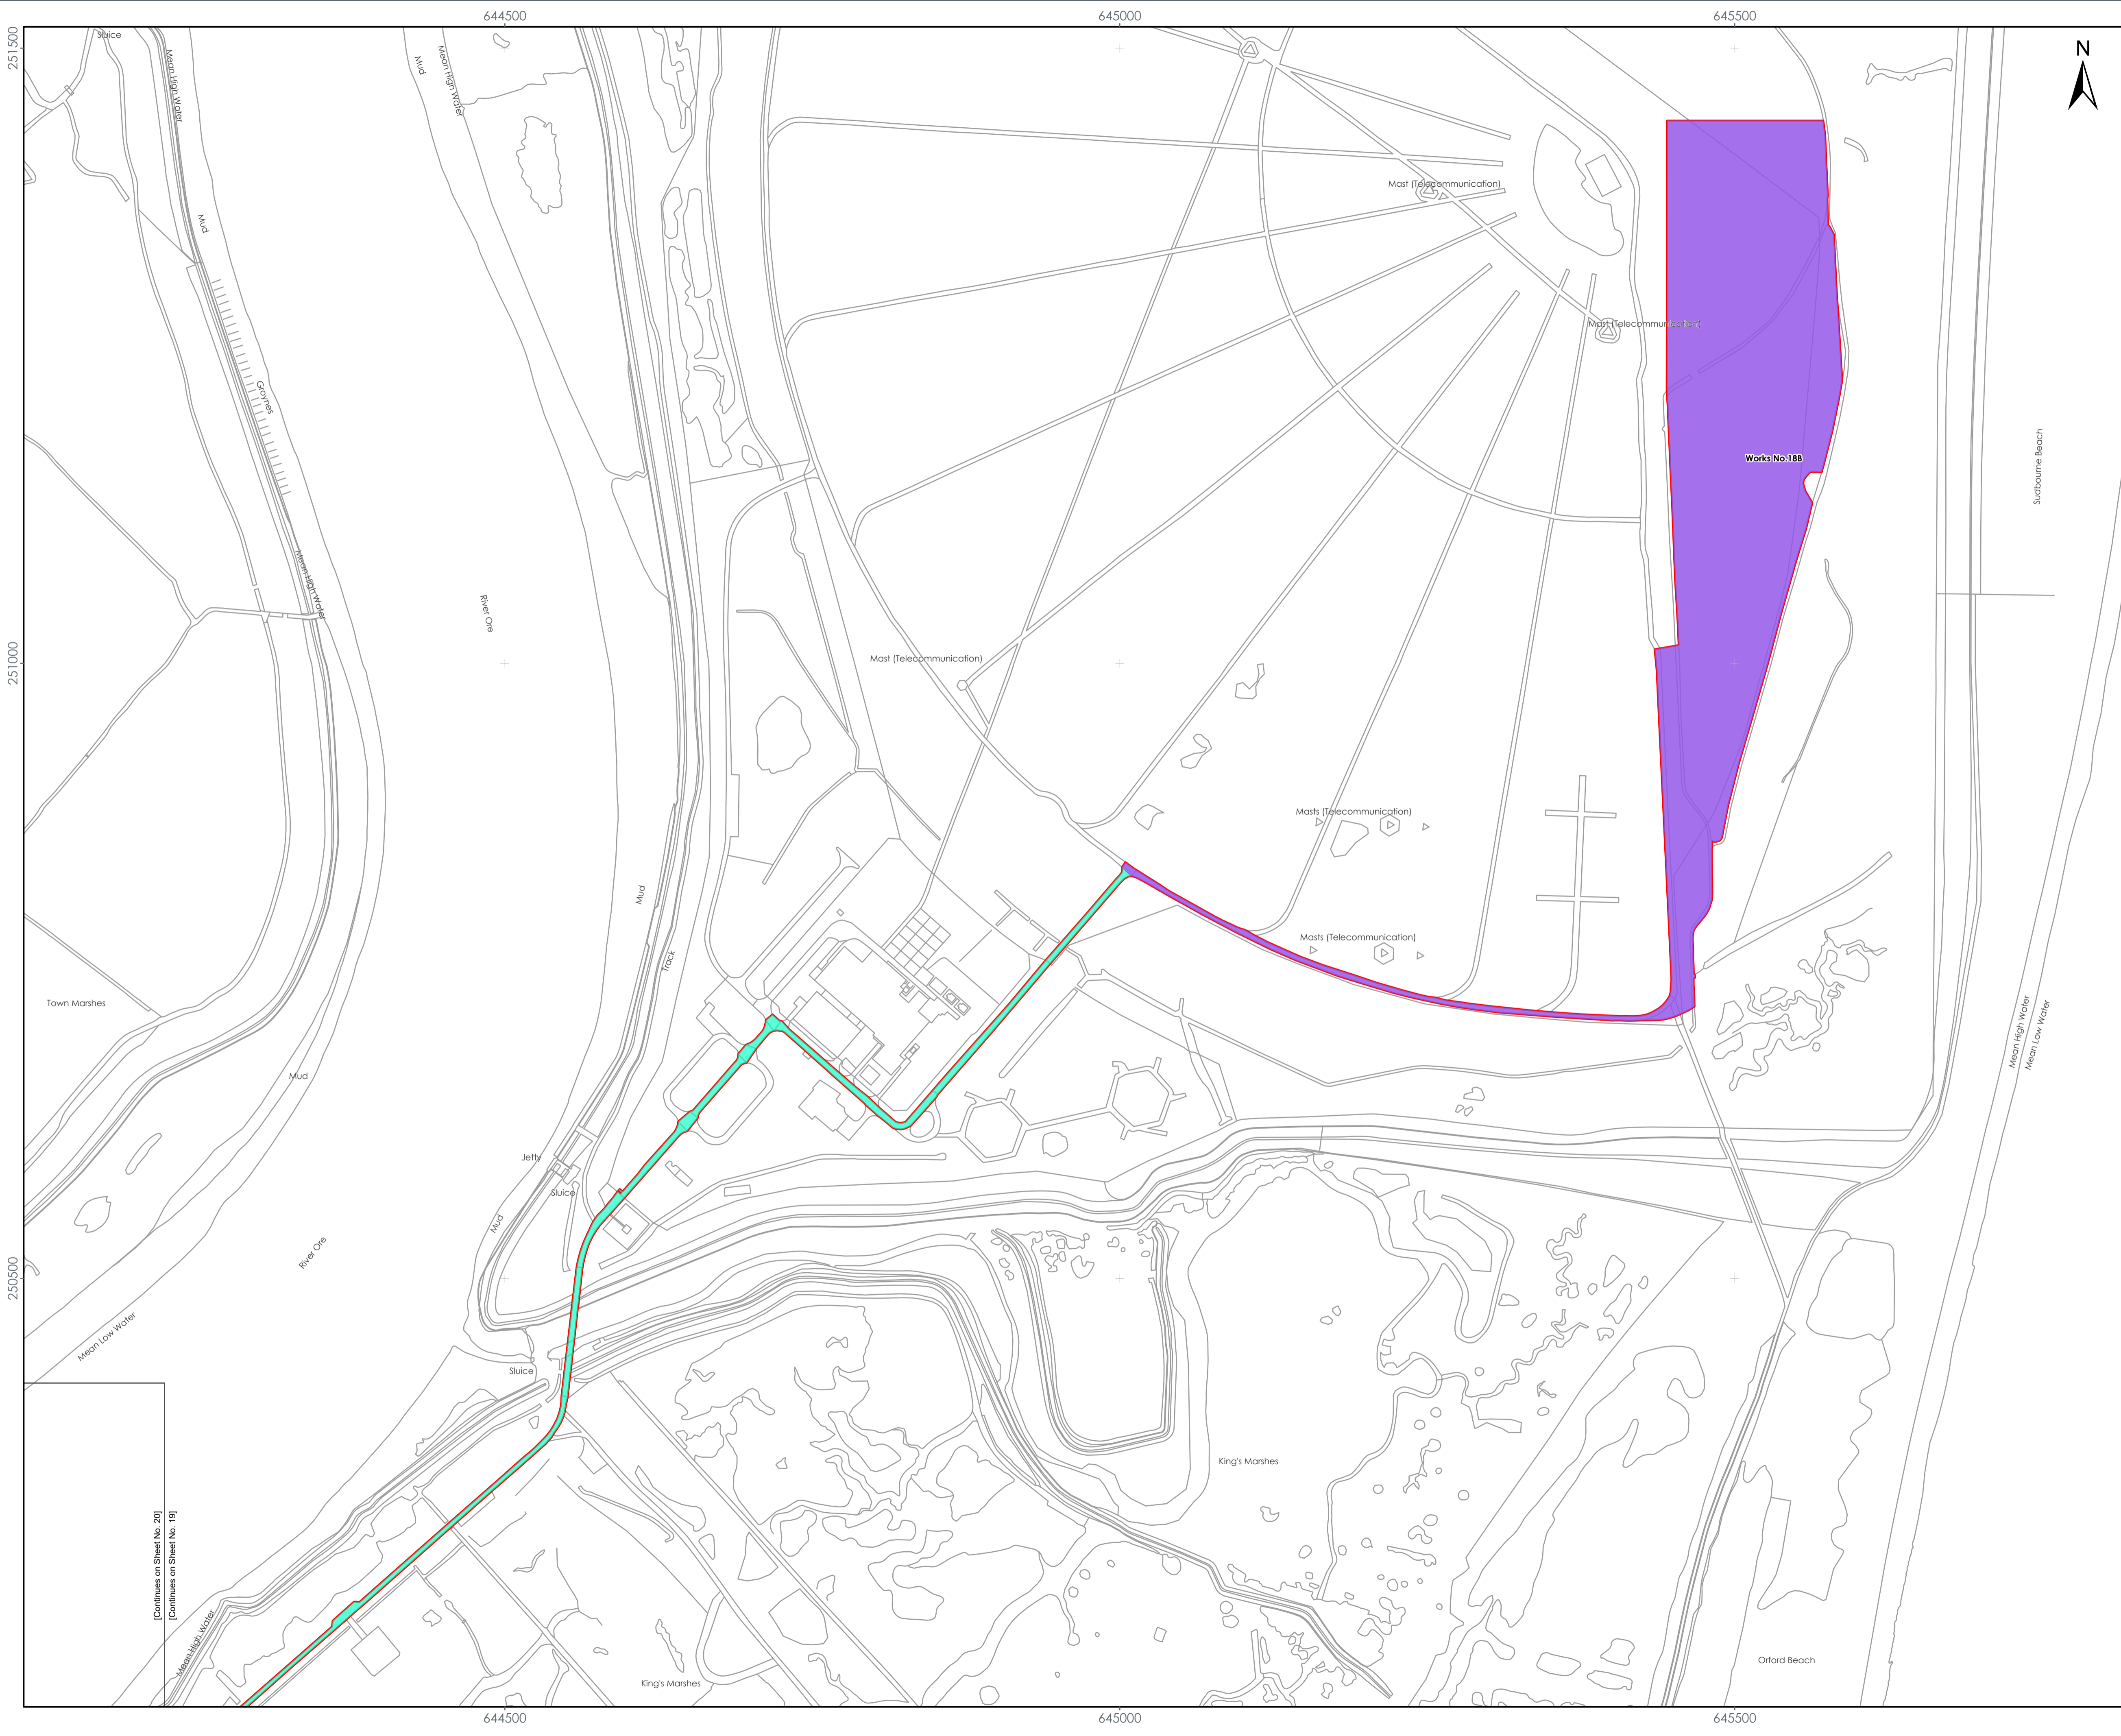 644500
645000
645500
251500
251000
250500
N
Sluice
Mean High Water
Mud
Mean High Water
Mud
Mast (Telecommunication)
Mast (Telecommunication)
Groynes
Works No.18B
Sudbourne Beach
Mean High Water
River Ore
Mast (Telecommunication)
Masts (Telecommunication)
Mud
Masts (Telecommunication)
Track
Town Marshes
Mean High Water
Mean Low Water
Mud
Jetty
Sluice
Mud
River Ore
Mean Low Water
Sluice
King's Marshes
[Continues on Sheet No. 20]
[Continues on Sheet No. 19]
Mean High Water
Orford Beach
King's Marshes
644500
645000
645500